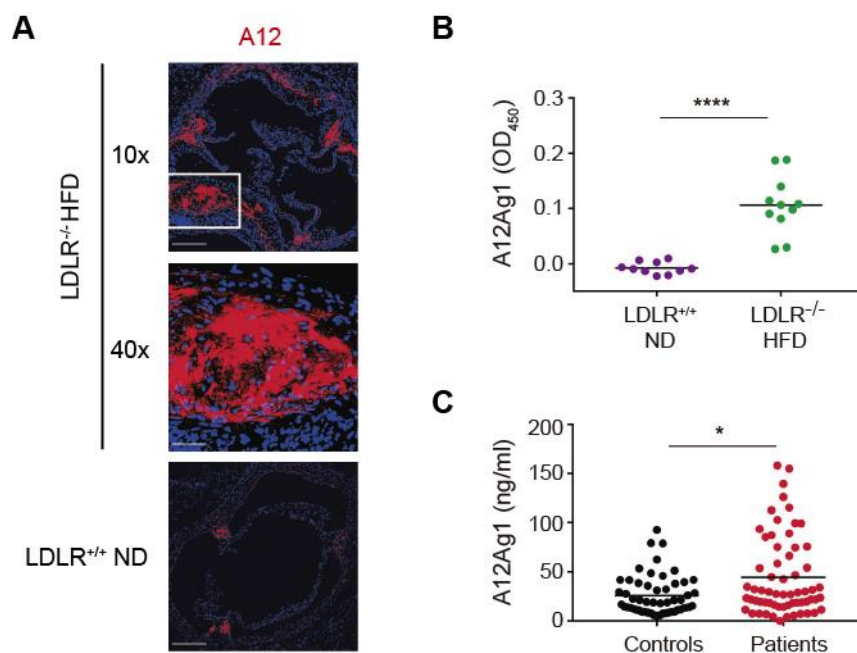 A
A12
LDLR-/- HFD
10x
40x
LDLR+/+ ND
B
A12Ag1 (OD450)
0.3
0.2
0.1
0.0
****
LDLR+/+
ND
LDLR-/-
HFD
C
A12Ag1 (ng/ml)
200
150
100
50
0
*
Controls
Patients